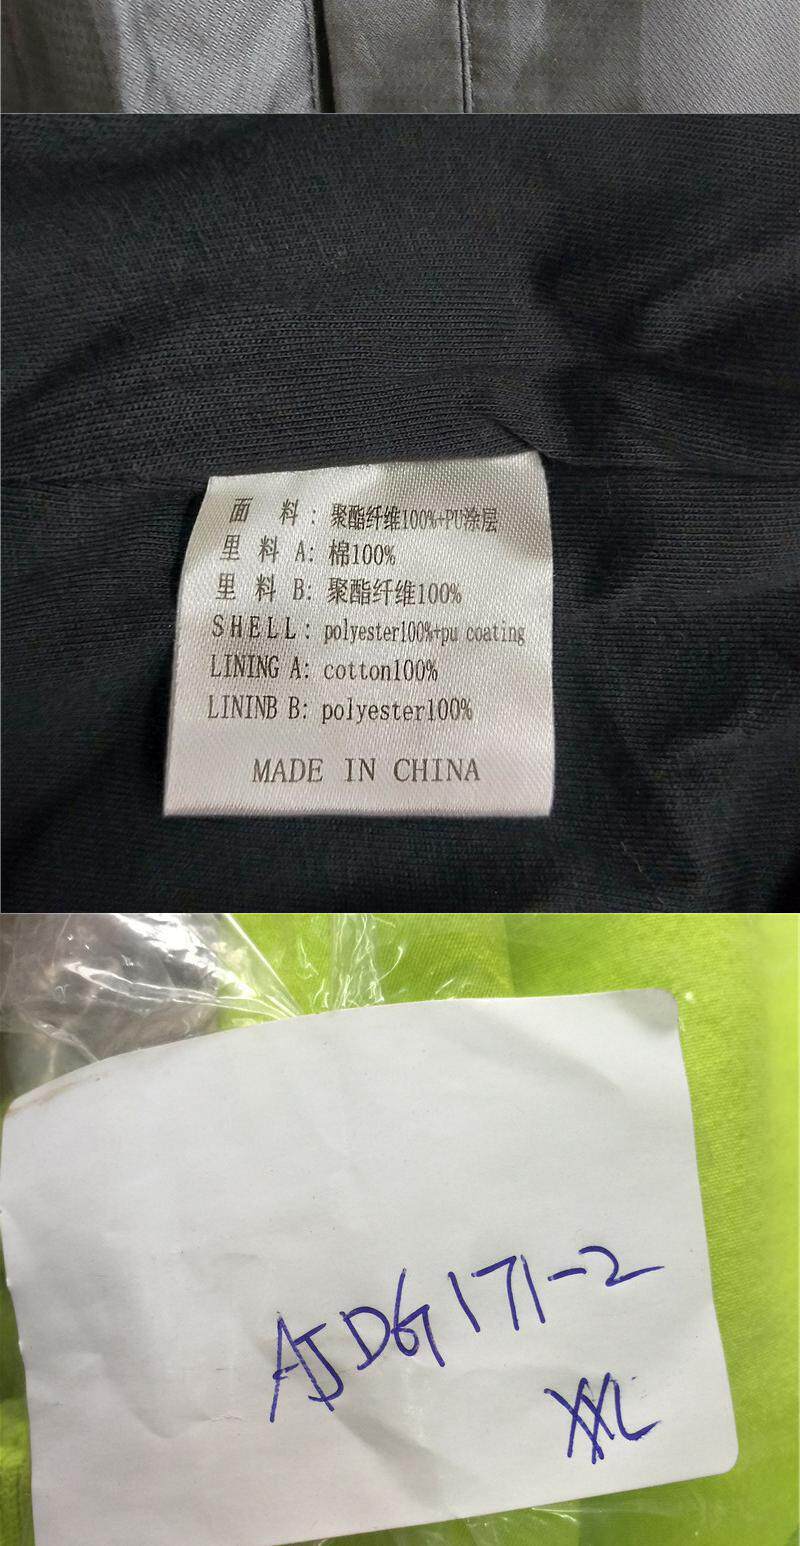 面 料: 聚酯纤维100%+PU涂层
里 料 A: 棉100%
里 料 B: 聚酯纤维100%
SHELL: polyester100%+pu coating
LINING A: cotton100%
LININB B: polyester100%
MADE IN CHINA
AJDG171-2
XXL